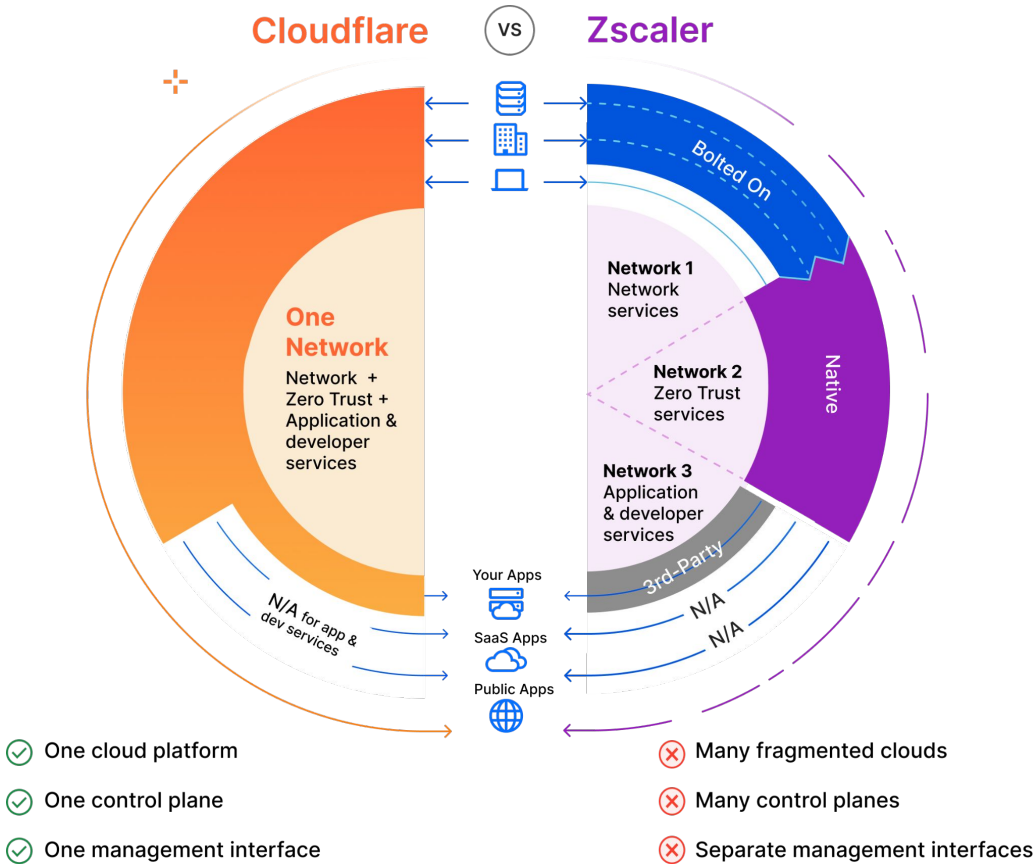 Cloudflare
VS
Zscaler
Bolted On
One
Network
Network +
Zero Trust +
Application &
developer
services
Network 1
Network
services
Network 2
Zero Trust
services
Native
Network 3
Application
& developer
services
3rd-Party
N/A for app &
dev services
N/A
N/A
Your Apps
SaaS Apps
Public Apps
One cloud platform
One control plane
One management interface
Many fragmented clouds
Many control planes
Separate management interfaces